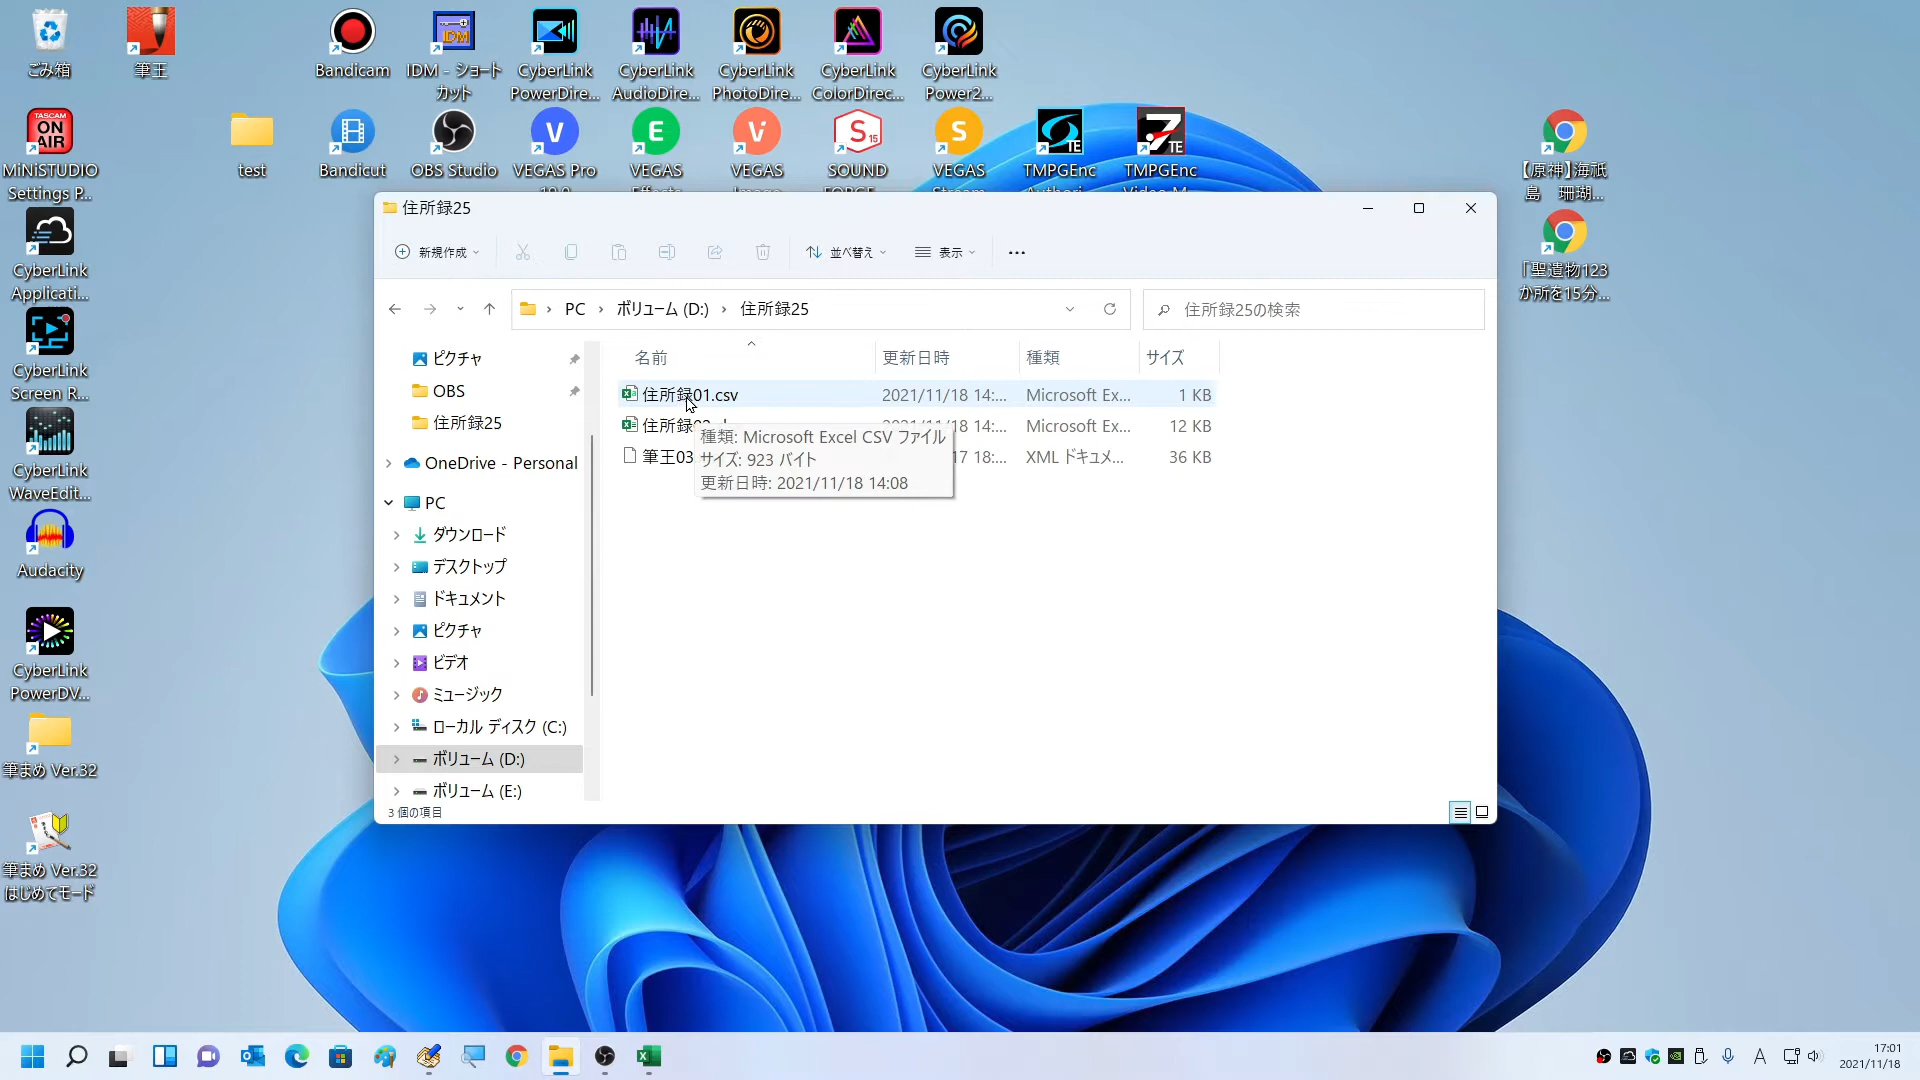 ごみ箱
筆王
Bandicam
IDM - ショート
カット
CyberLink
PowerDire...
CyberLink
AudioDire...
CyberLink
PhotoDire...
CyberLink
ColorDirec...
CyberLink
Power2...
TASCAM
ON
AIR
MiNiSTUDIO
Settings P...
test
Bandicut
OBS Studio
VEGAS Pro
VEGAS
VEGAS
SOUND
VEGAS
TMPGEnc
TMPGEnc
【原神】海祇
島 珊瑚...
「聖遺物123
か所を15分...
CyberLink
Applicati...
CyberLink
Screen R...
CyberLink
WaveEdit...
Audacity
CyberLink
PowerDV...
筆まめ Ver.32
筆まめ Ver.32
はじめてモード
住所録25
新規作成
並べ替え
表示
PC
ボリューム (D:)
住所録25
住所録25の検索
ピクチャ
OBS
住所録25
OneDrive - Personal
PC
ダウンロード
デスクトップ
ドキュメント
ピクチャ
ビデオ
ミュージック
ローカル ディスク (C:)
ボリューム (D:)
ボリューム (E:)
名前 更新日時 種類 サイズ
住所録01.csv 2021/11/18 14:... Microsoft Ex... 1 KB
住所録 14:... Microsoft Ex... 12 KB
筆王03 17 18:... XML ドキュメ... 36 KB
種類: Microsoft Excel CSV ファイル
サイズ: 923 バイト
更新日時: 2021/11/18 14:08
3 個の項目
A
17:01
2021/11/18